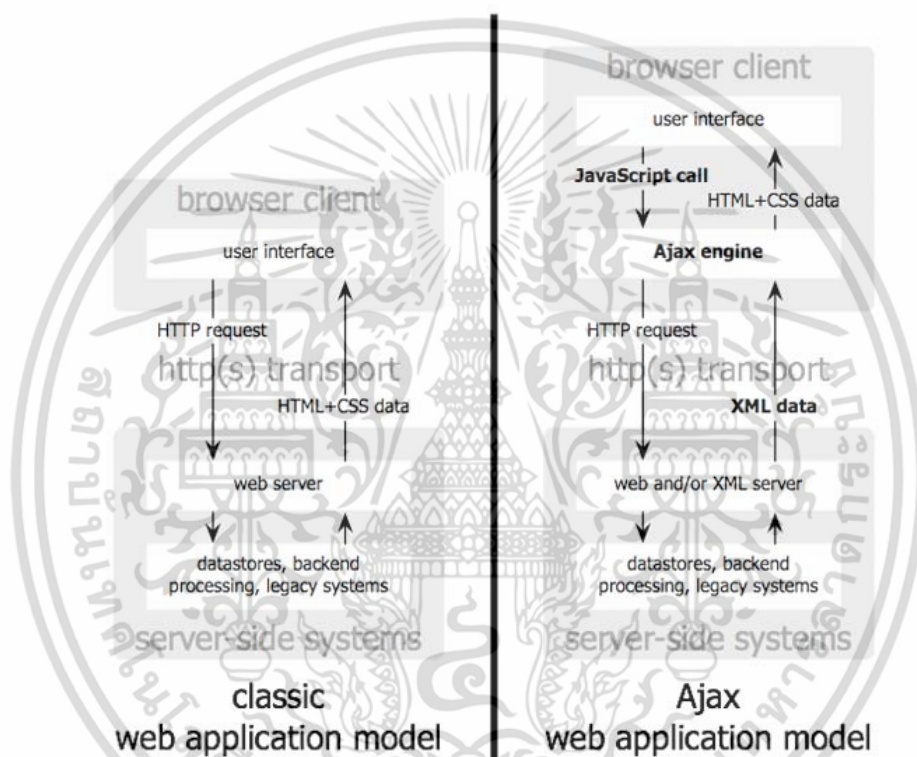 browser client
user interface
HTTP request
http(s) transport
HTML+CSS data
web server
datastores, backend
processing, legacy systems
server-side systems
classic
web application model
browser client
user interface
JavaScript call
HTML+CSS data
Ajax engine
HTTP request
http(s) transport
XML data
web and/or XML server
datastores, backend
processing, legacy systems
server-side systems
Ajax
web application model